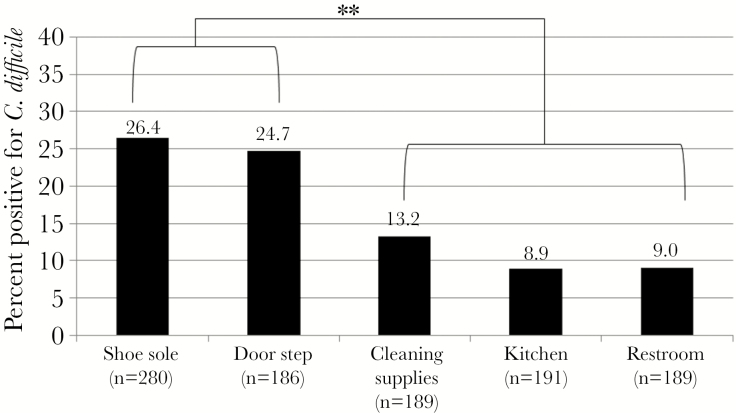 **
Percent positive for C. difficile
40
35
30
25
20
15
10
5
0
26.4
24.7
13.2
8.9
9.0
Shoe sole
(n=280)
Door step
(n=186)
Cleaning
supplies
(n=189)
Kitchen
(n=191)
Restroom
(n=189)